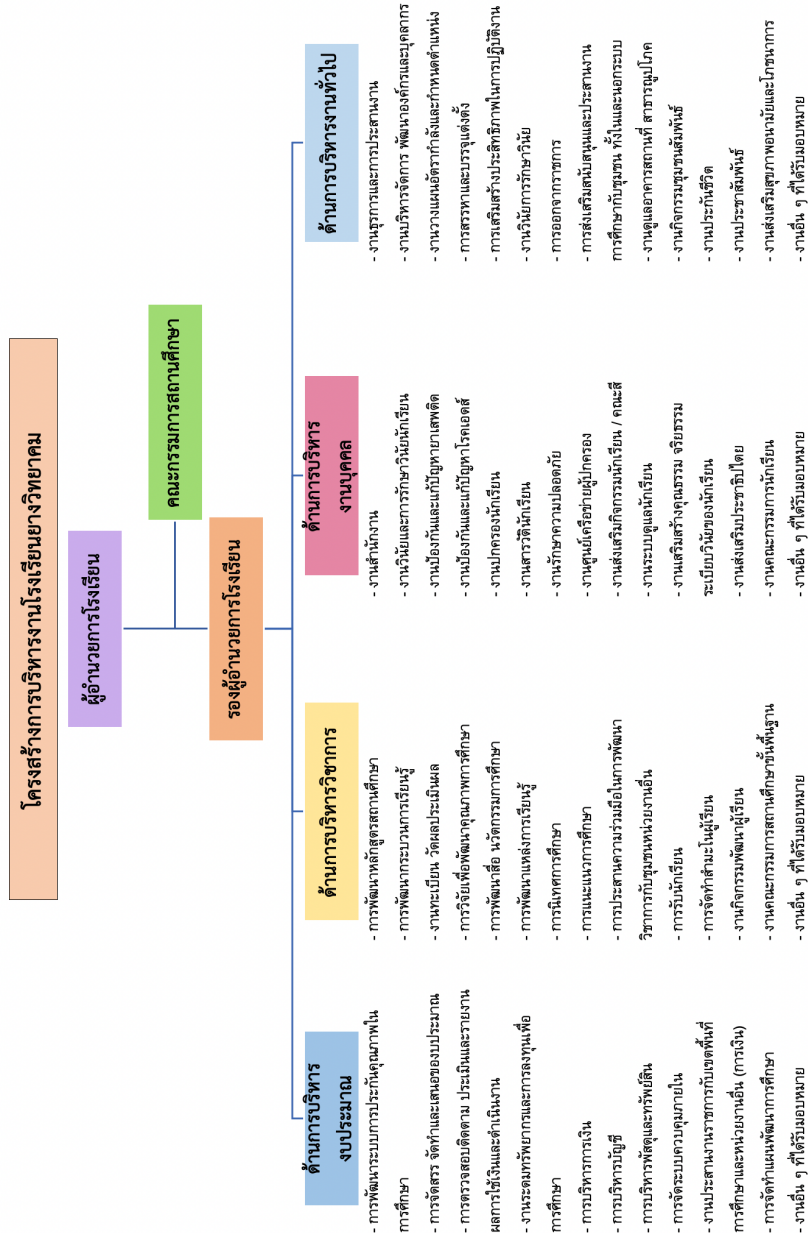 โครงสร้างการบริหารงานโรงเรียนยางวิทยาคม
ผู้อำนวยการโรงเรียน
คณะกรรมการสถานศึกษา
รองผู้อำนวยการโรงเรียน
ด้านการบริหาร
งบประมาณ
- การพัฒนาระบบการประกันคุณภาพใน
การศึกษา
- การจัดสรร จัดทำและเสนอของบประมาณ
- การตรวจสอบติดตาม ประเมินและรายงาน
ผลการใช้เงินและดำเนินงาน
- งานระดมทรัพยากรและการลงทุนเพื่อ
การศึกษา
- การบริหารการเงิน
- การบริหารบัญชี
- การบริหารพัสดุและทรัพย์สิน
- การจัดระบบควบคุมภายใน
- งานประสานงานราชการกับเขตพื้นที่
การศึกษาและหน่วยงานอื่น (การเงิน)
- การจัดทำแผนพัฒนาการศึกษา
- งานอื่น ๆ ที่ได้รับมอบหมาย
ด้านการบริหารวิชาการ
- การพัฒนาหลักสูตรสถานศึกษา
- การพัฒนากระบวนการเรียนรู้
- งานทะเบียน วัดผลประเมินผล
- การวิจัยเพื่อพัฒนาคุณภาพการศึกษา
- การพัฒนาสื่อ นวัตกรรมการศึกษา
- การพัฒนาแหล่งการเรียนรู้
- การนิเทศการศึกษา
- การแนะแนวการศึกษา
- การประสานความร่วมมือในการพัฒนา
วิชาการกับชุมชนหน่วยงานอื่น
- การรับนักเรียน
- การจัดทำสำมะโนผู้เรียน
- งานกิจกรรมพัฒนาผู้เรียน
- งานคณะกรรมการสถานศึกษาขั้นพื้นฐาน
- งานอื่น ๆ ที่ได้รับมอบหมาย
ด้านการบริหาร
งานบุคคล
- งานสำนักงาน
- งานวินัยและการรักษาวินัยนักเรียน
- งานป้องกันและแก้ปัญหายาเสพติด
- งานป้องกันและแก้ปัญหาโรคเอดส์
- งานปกครองนักเรียน
- งานสารวัตินักเรียน
- งานรักษาความปลอดภัย
- งานศูนย์เครือข่ายผู้ปกครอง
- งานส่งเสริมกิจกรรมนักเรียน / คณะสี
- งานระบบดูแลนักเรียน
- งานเสริมสร้างคุณธรรม จริยธรรม
ระเบียบวินัยของนักเรียน
- งานส่งเสริมประชาธิปไตย
- งานคณะกรรมการนักเรียน
- งานอื่น ๆ ที่ได้รับมอบหมาย
ด้านการบริหารงานทั่วไป
- งานธุรการและการประสานงาน
- งานบริหารจัดการ พัฒนาองค์กรและบุคลากร
- งานวางแผนอัตรากำลังและกำหนดตำแหน่ง
- การสรรหาและบรรจุแต่งตั้ง
- การเสริมสร้างประสิทธิภาพในการปฏิบัติงาน
- งานวินัยการรักษาวินัย
- การออกจากราชการ
- การส่งเสริมสนับสนุนและประสานงาน
การศึกษากับชุมชน ทั้งในและนอกระบบ
- งานดูแลอาคารสถานที่ สาธารณูปโภค
- งานกิจกรรมชุมชนสัมพันธ์
- งานประกันชีวิต
- งานประชาสัมพันธ์
- งานส่งเสริมสุขภาพอนามัยและโภชนาการ
- งานอื่น ๆ ที่ได้รับมอบหมาย